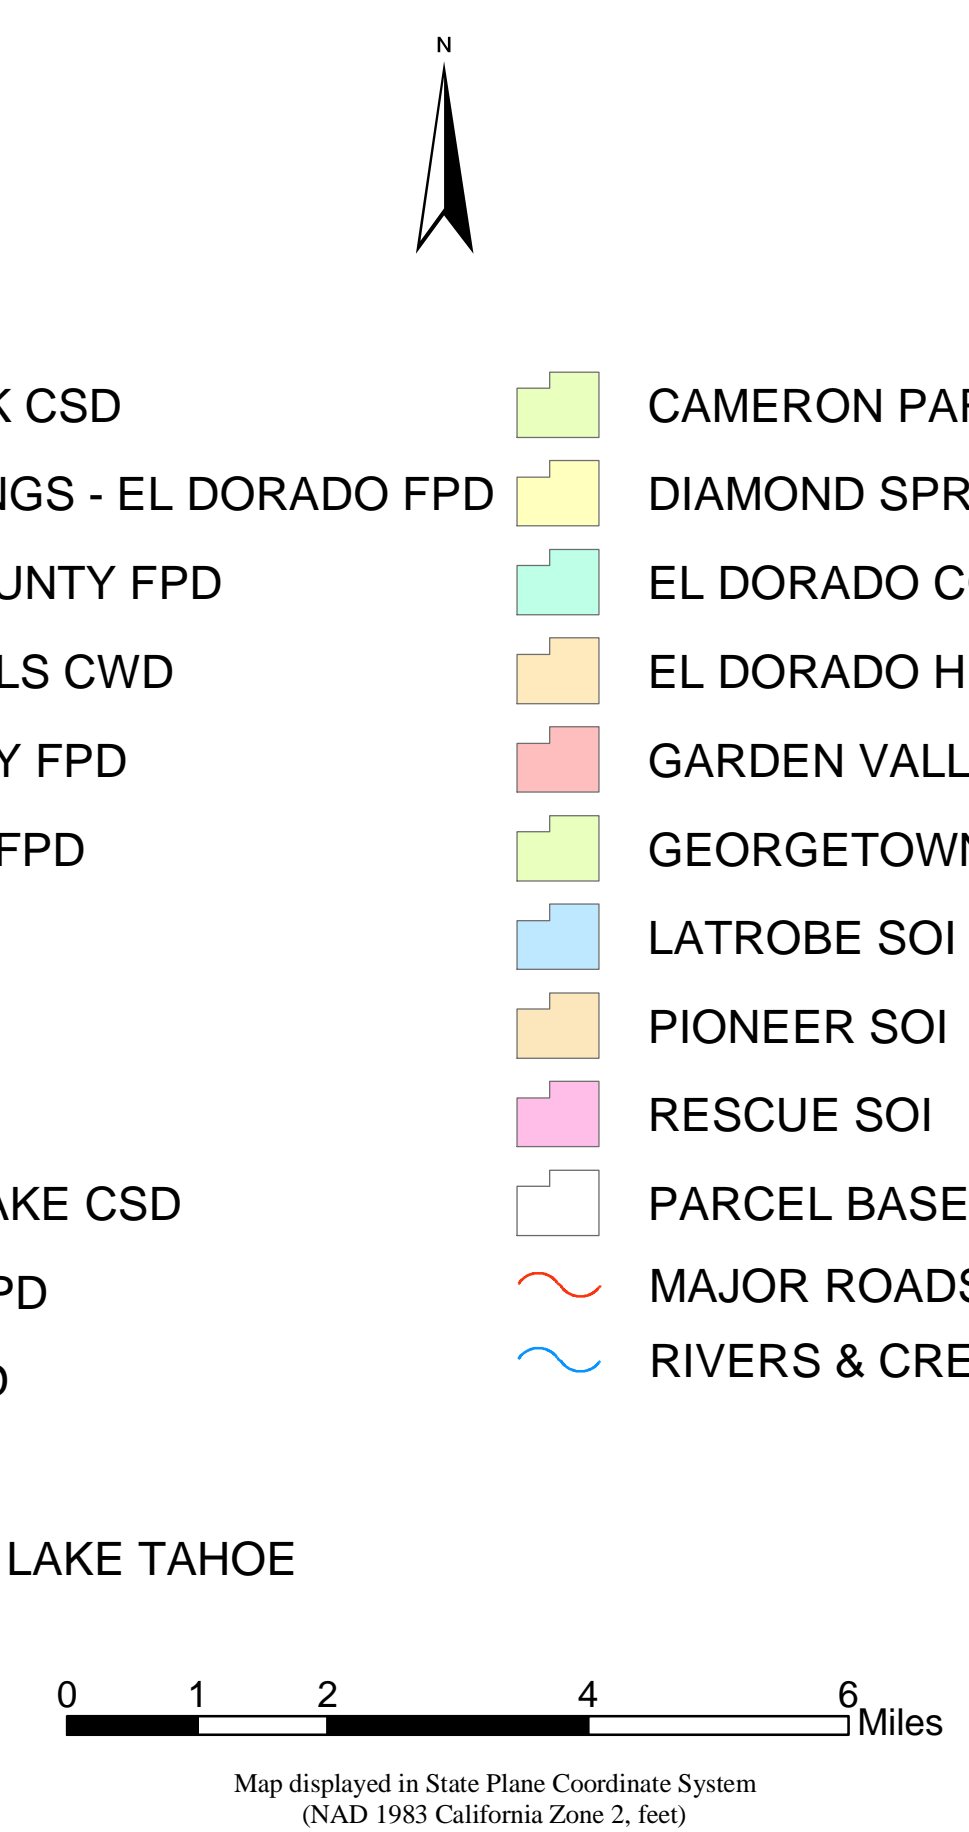 N
K CSD
NGS - EL DORADO FPD
UNTY FPD
LS CWD
Y FPD
FPD
AKE CSD
PD
D
LAKE TAHOE
CAMERON PAR
DIAMOND SPR
EL DORADO CO
EL DORADO H
GARDEN VALL
GEORGETOWN
LATROBE SOI
PIONEER SOI
RESCUE SOI
PARCEL BASE
MAJOR ROADS
RIVERS & CRE
0 1 2 4 6
Miles
Map displayed in State Plane Coordinate System
(NAD 1983 California Zone 2, feet)